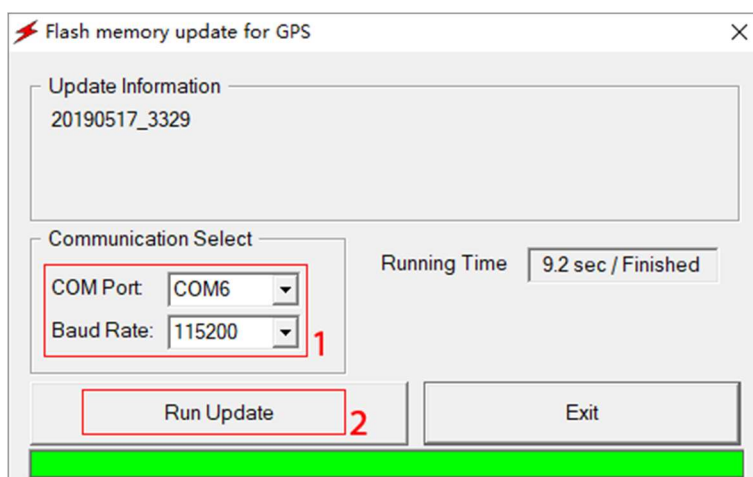 Flash memory update for GPS
Update Information
20190517_3329
Communication Select
COM Port: COM6
Baud Rate: 115200
1
Running Time 9.2 sec / Finished
Run Update
2
Exit